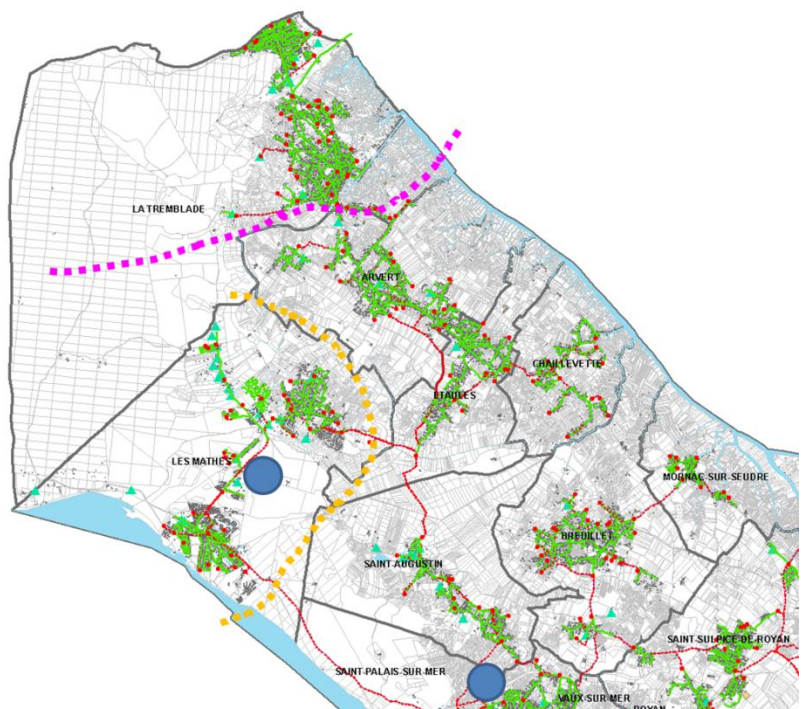 LA TREMBLADE
ARVERT
CHAILLEVETTE
ETAULES
LES MATHES
MORNAC-SUR-SEUDRE
BREUILLET
SAINT-AUGUSTIN
SAINT-SULPICE-DE-ROYAN
SAINT-PALAIS-SUR-MER
VAUX-SUR-MER
ROYAN